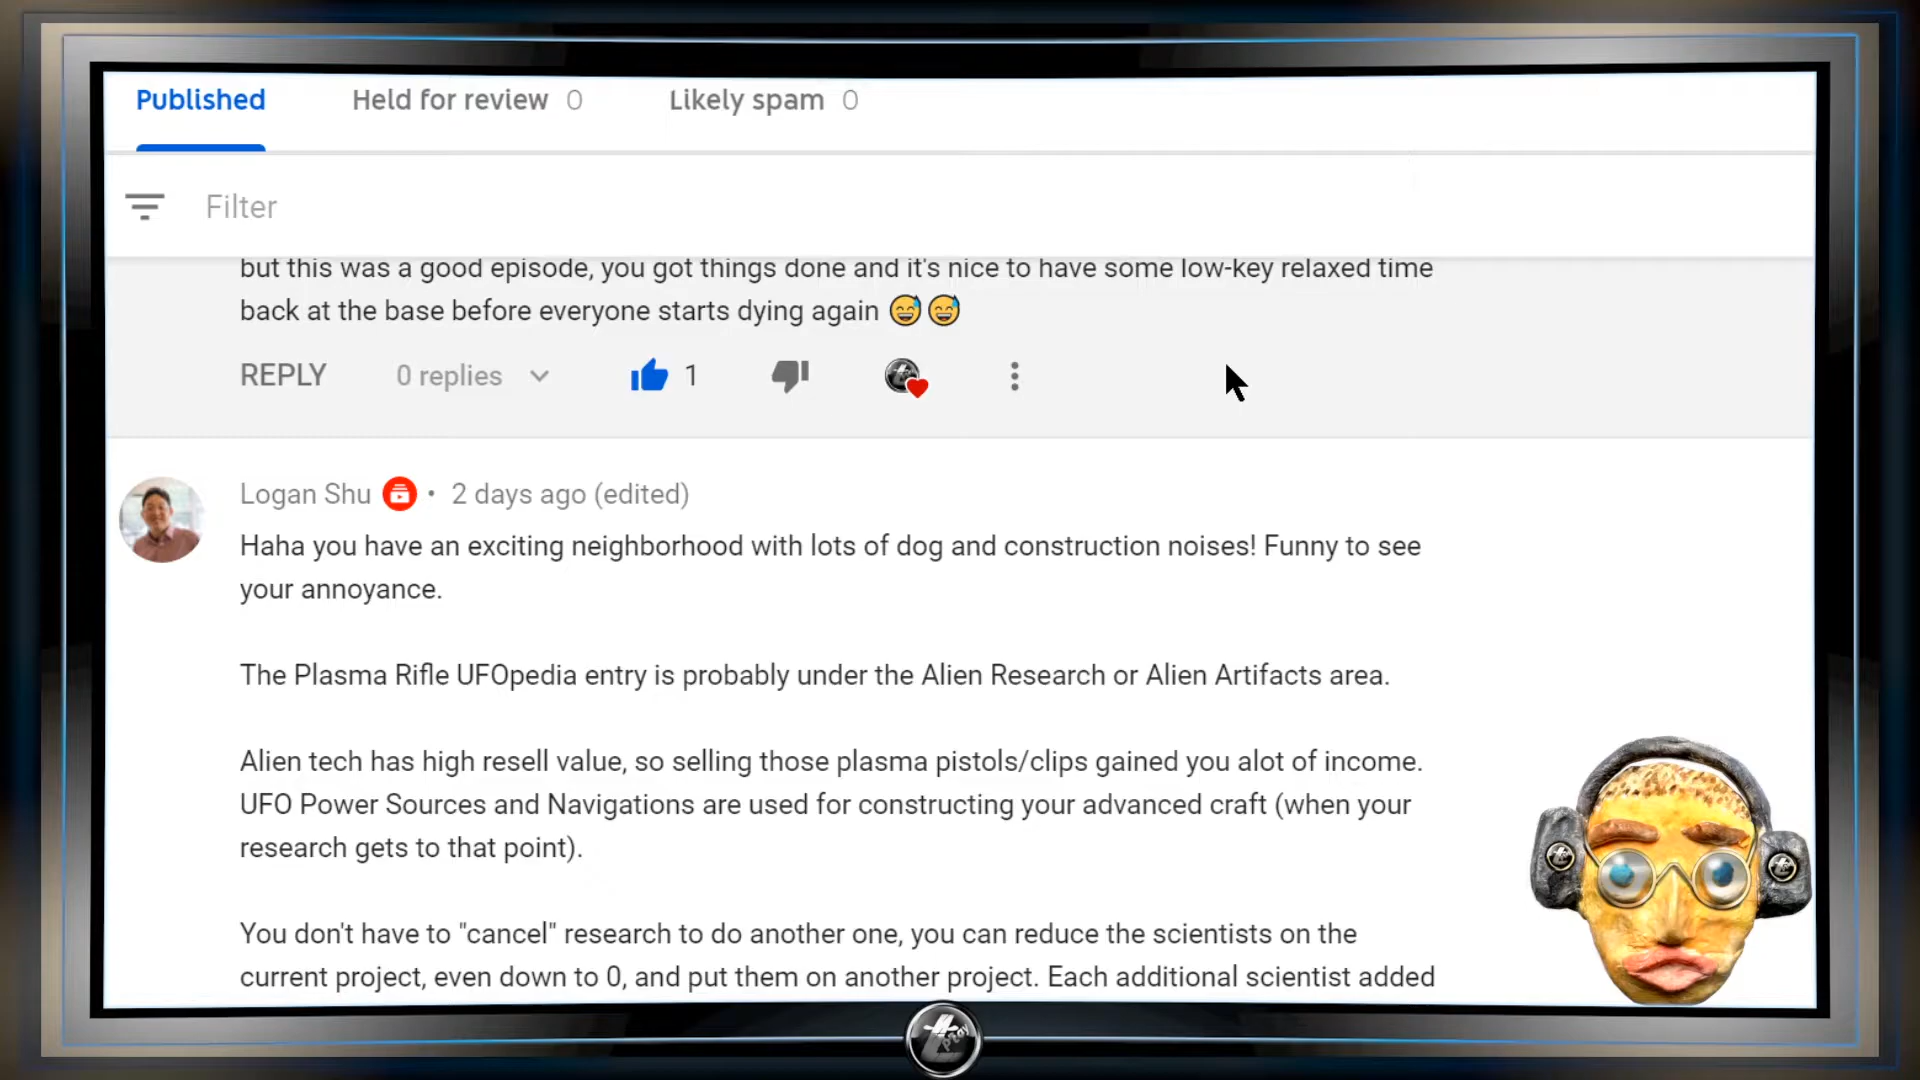 Published Held for review 0 Likely spam 0
Filter
but this was a good episode, you got things done and it's nice to have some low-key relaxed time
back at the base before everyone starts dying again 😅😅
REPLY 0 replies 1
Logan Shu • 2 days ago (edited)
Haha you have an exciting neighborhood with lots of dog and construction noises! Funny to see
your annoyance.
The Plasma Rifle UFOpedia entry is probably under the Alien Research or Alien Artifacts area.
Alien tech has high resell value, so selling those plasma pistols/clips gained you alot of income.
UFO Power Sources and Navigations are used for constructing your advanced craft (when your
research gets to that point).
You don't have to "cancel" research to do another one, you can reduce the scientists on the
current project, even down to 0, and put them on another project. Each additional scientist added